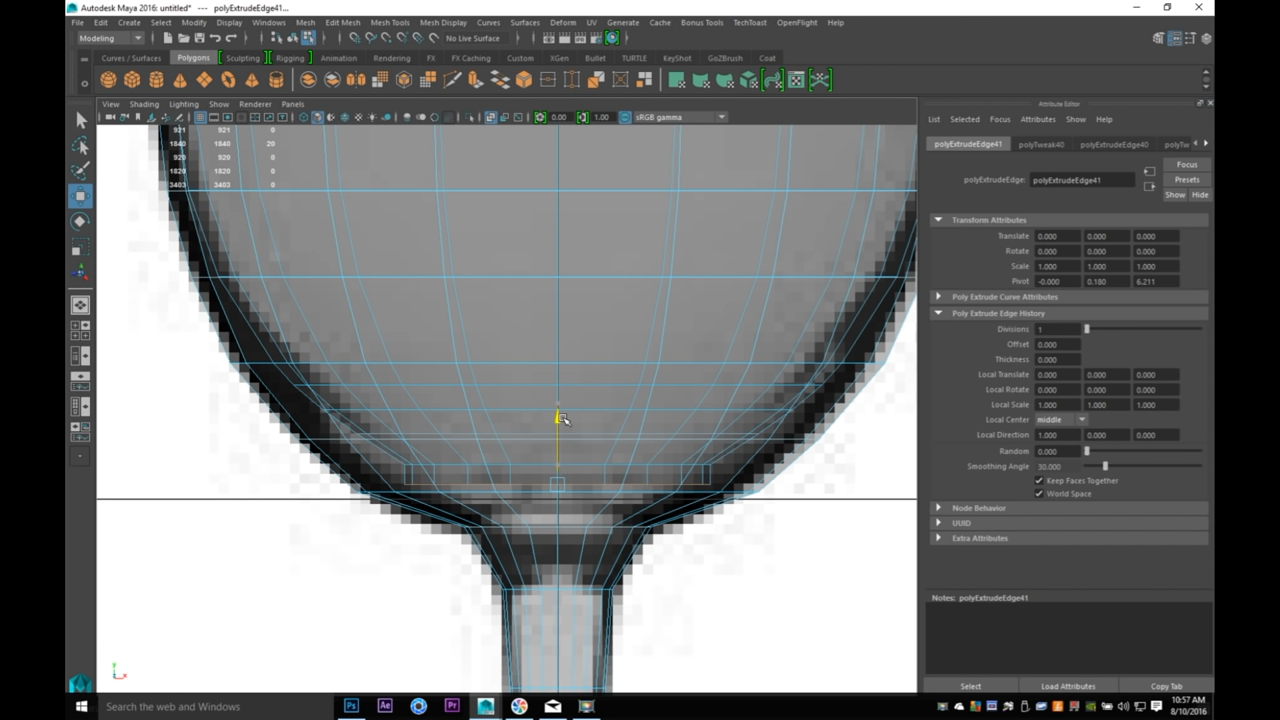 Autodesk Maya 2016: untitled* --- polyExtrudeEdge41...
File Edit Create Select Modify Display Windows Mesh Edit Mesh Mesh Tools Mesh Display Curves Surfaces Deform UV Generate Cache Bonus Tools TechToast OpenFlight Help
Modeling No Live Surface
Curves / Surfaces Polygons Sculpting Rigging Animation Rendering FX FX Caching Custom XGen Bullet TURTLE KeyShot GoZBrush Coat
View Shading Lighting Show Renderer Panels
0.00 1.00 sRGB gamma
921 921 0
1840 1840 20
920 920 0
1820 1820 0
3403 3403 0
Attribute Editor
List Selected Focus Attributes Show Help
polyExtrudeEdge41 polyTweak40 polyExtrudeEdge40 polyTw
Focus
polyExtrudeEdge: polyExtrudeEdge41 Presets
Show Hide
Transform Attributes
Translate 0.000 0.000 0.000
Rotate 0.000 0.000 0.000
Scale 1.000 1.000 1.000
Pivot -0.000 0.180 6.211
Poly Extrude Curve Attributes
Poly Extrude Edge History
Divisions 1
Offset 0.000
Thickness 0.000
Local Translate 0.000 0.000 0.000
Local Rotate 0.000 0.000 0.000
Local Scale 1.000 1.000 1.000
Local Center middle
Local Direction 1.000 0.000 0.000
Random 0.000
Smoothing Angle 30.000
Keep Faces Together
World Space
Node Behavior
UUID
Extra Attributes
Notes: polyExtrudeEdge41
Select Load Attributes Copy Tab
Search the web and Windows
Ps Ae Pr
10:57 AM
8/10/2016